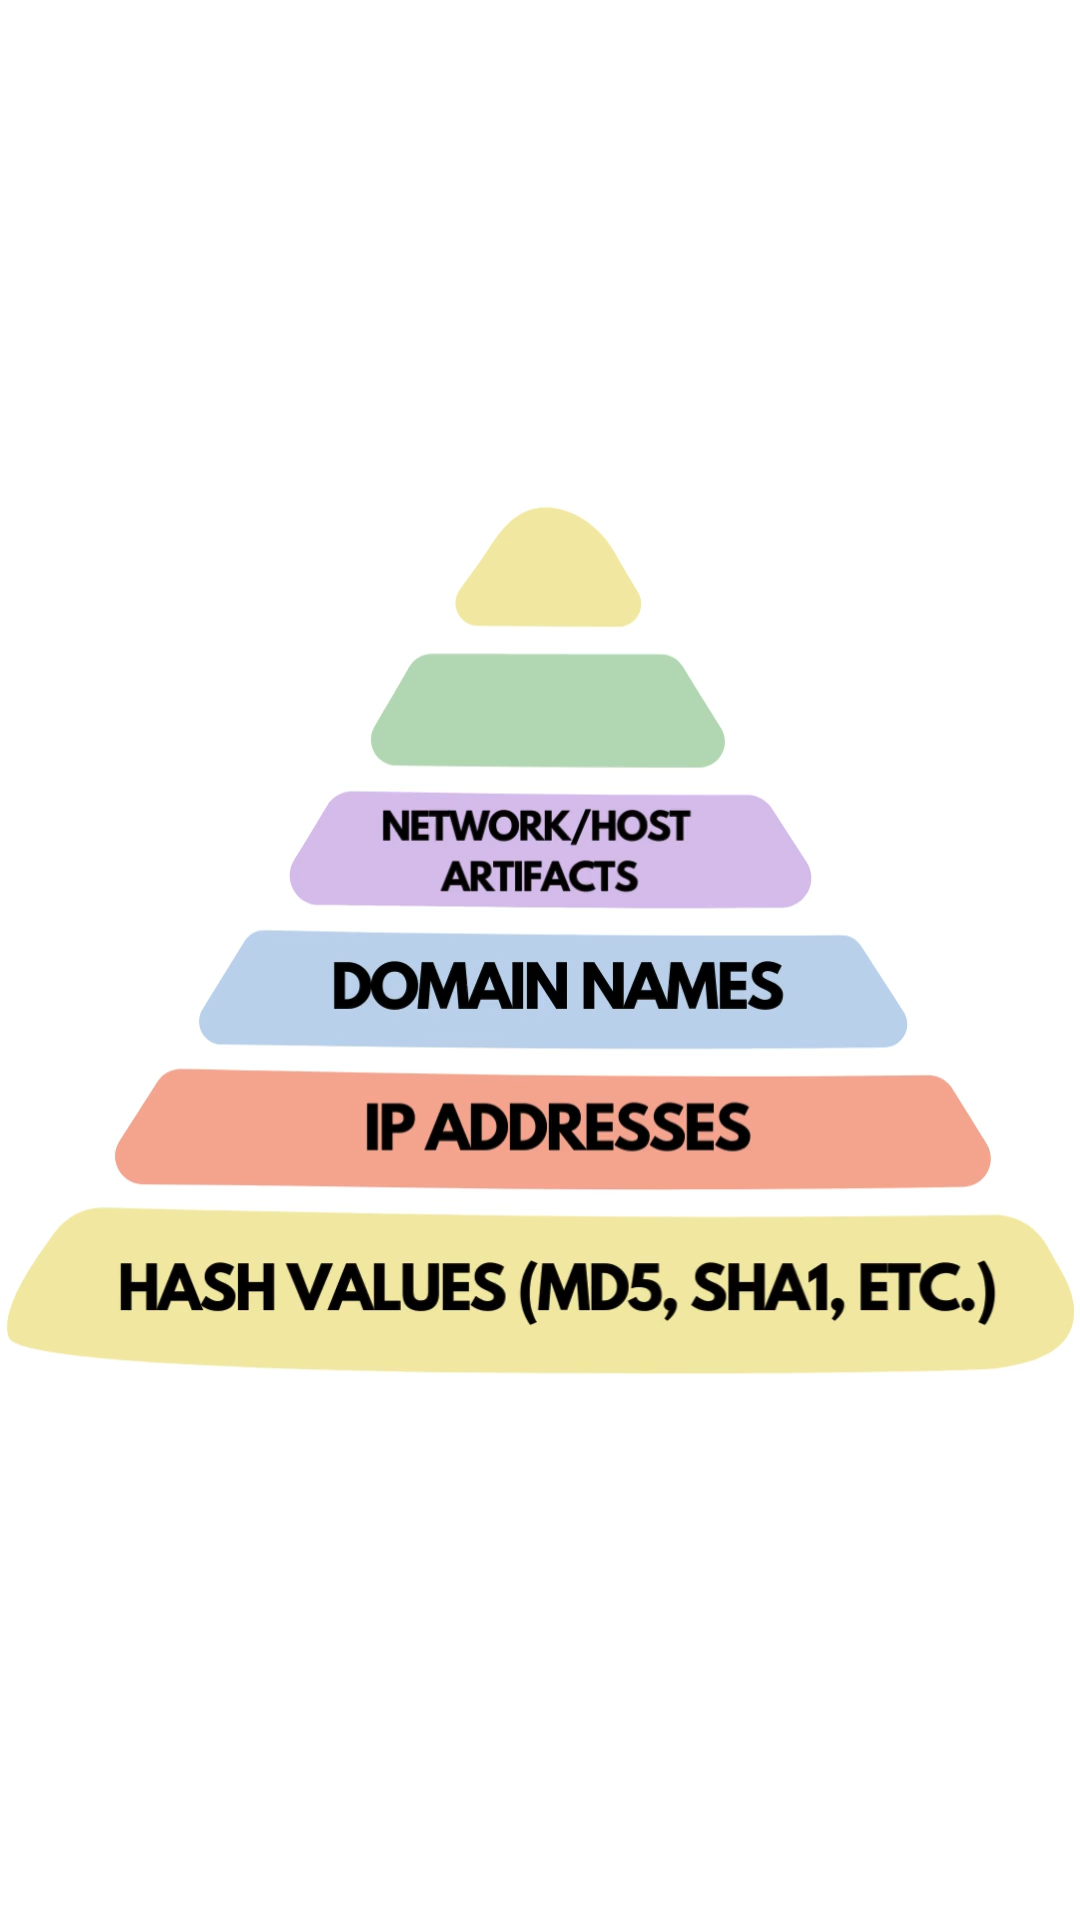 NETWORK/HOST
ARTIFACTS
DOMAIN NAMES
IP ADDRESSES
HASH VALUES (MD5, SHA1, ETC.)